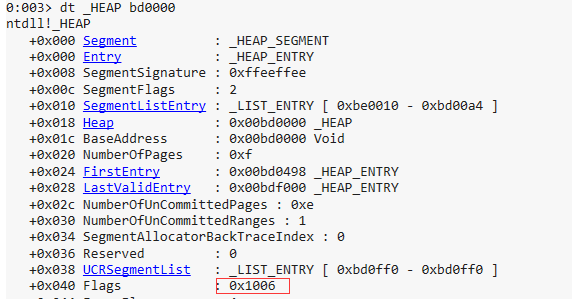 0:003> dt _HEAP bd0000
ntdll!_HEAP
+0x000 Segment : _HEAP_SEGMENT
+0x000 Entry : _HEAP_ENTRY
+0x008 SegmentSignature : 0xffeeffee
+0x00c SegmentFlags : 2
+0x010 SegmentListEntry : _LIST_ENTRY [ 0xbe0010 - 0xbd00a4 ]
+0x018 Heap : 0x00bd0000 _HEAP
+0x01c BaseAddress : 0x00bd0000 Void
+0x020 NumberOfPages : 0xf
+0x024 FirstEntry : 0x00bd0498 _HEAP_ENTRY
+0x028 LastValidEntry : 0x00bdf000 _HEAP_ENTRY
+0x02c NumberOfUnCommittedPages : 0xe
+0x030 NumberOfUnCommittedRanges : 1
+0x034 SegmentAllocatorBackTraceIndex : 0
+0x036 Reserved : 0
+0x038 UCRSegmentList : _LIST_ENTRY [ 0xbd0ff0 - 0xbd0ff0 ]
+0x040 Flags : 0x1006